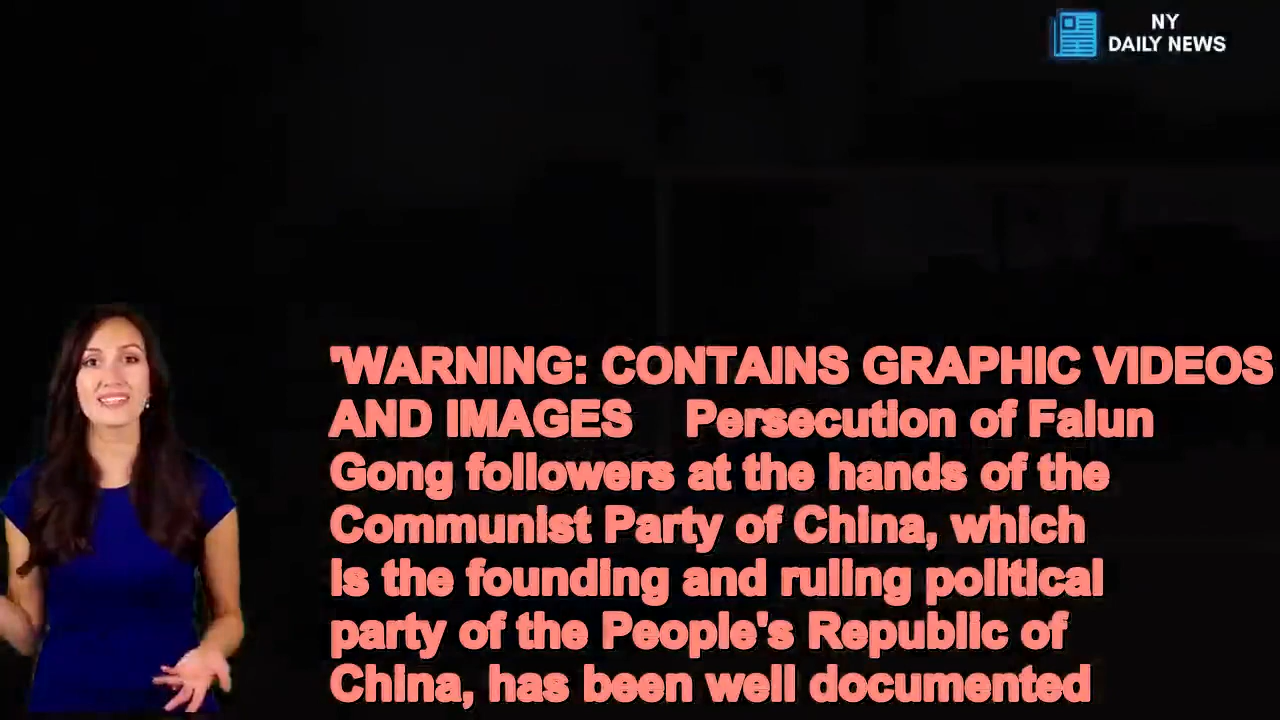 NY
DAILY NEWS
"WARNING: CONTAINS GRAPHIC VIDEOS
AND IMAGES Persecution of Falun
Gong followers at the hands of the
Communist Party of China, which
is the founding and ruling political
party of the People's Republic of
China, has been well documented